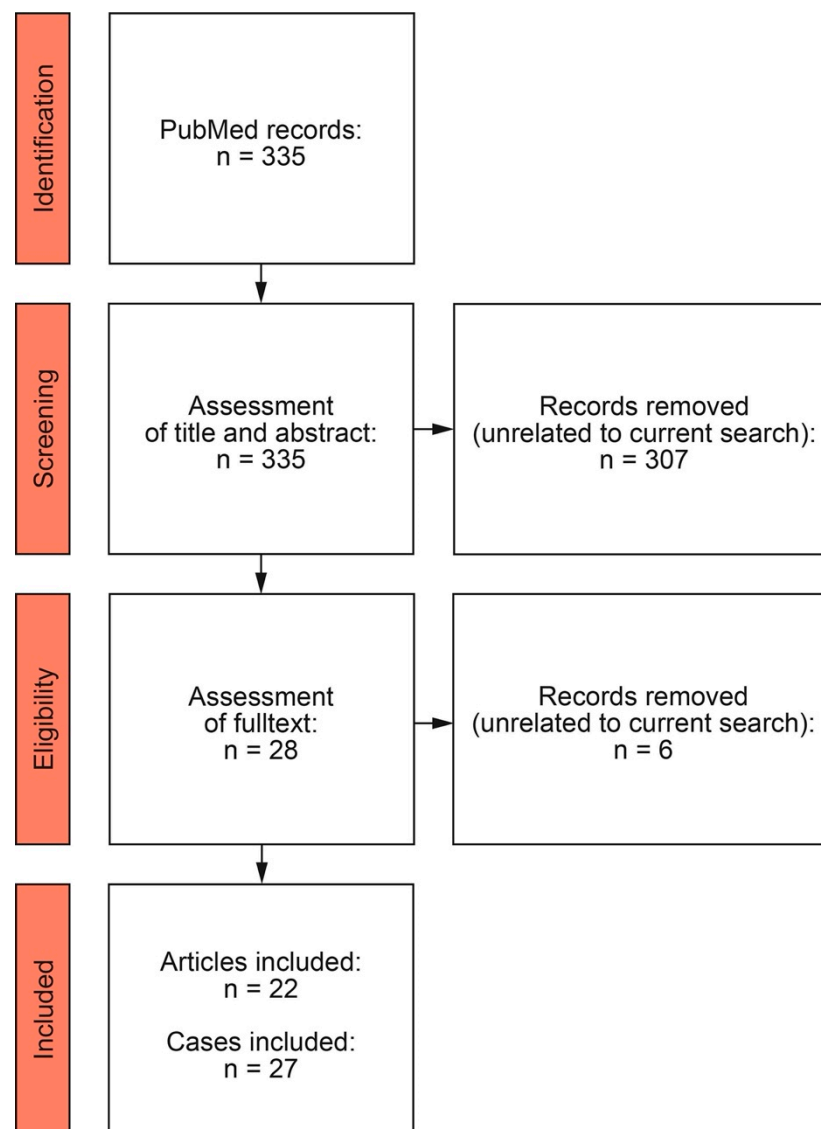 Identification
PubMed records:
n = 335
Screening
Assessment
of title and abstract:
n = 335
Records removed
(unrelated to current search):
n = 307
Eligibility
Assessment
of fulltext:
n = 28
Records removed
(unrelated to current search):
n = 6
Included
Articles included:
n = 22
Cases included:
n = 27